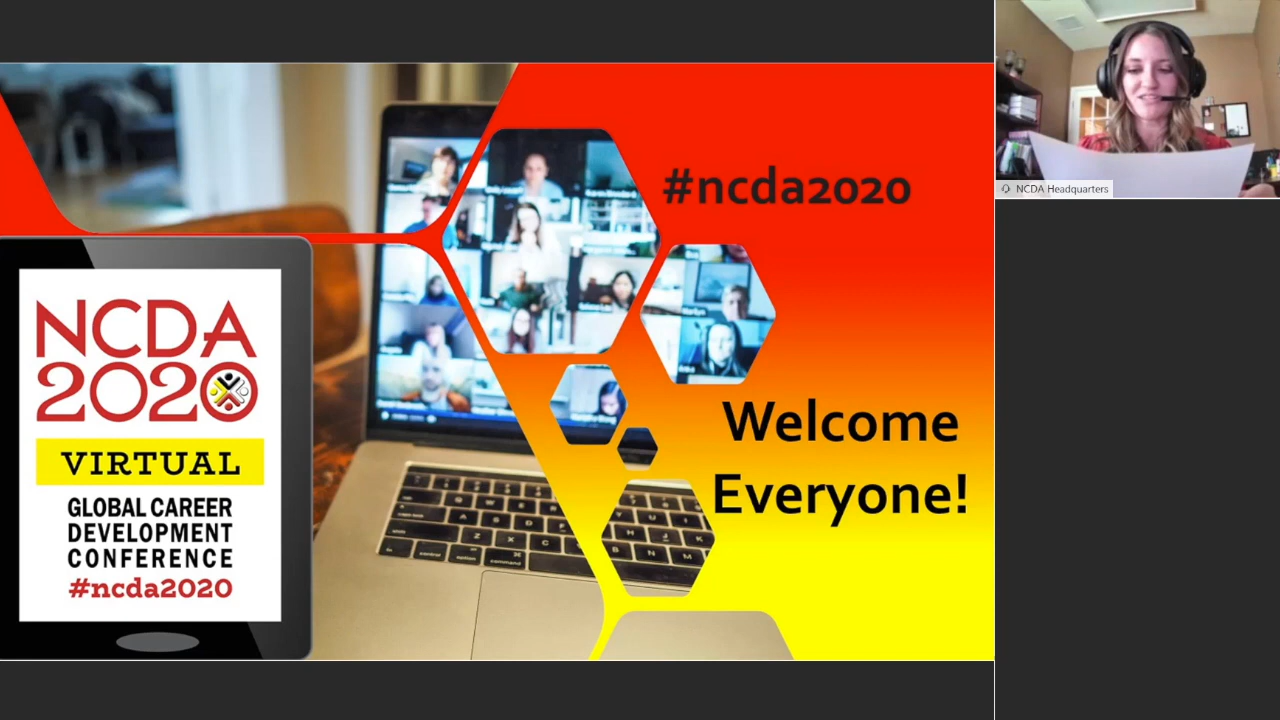 #ncda2020
Welcome
Everyone!
NCDA
2020
VIRTUAL
GLOBAL CAREER
DEVELOPMENT
CONFERENCE
#ncda2020
NCDA Headquarters